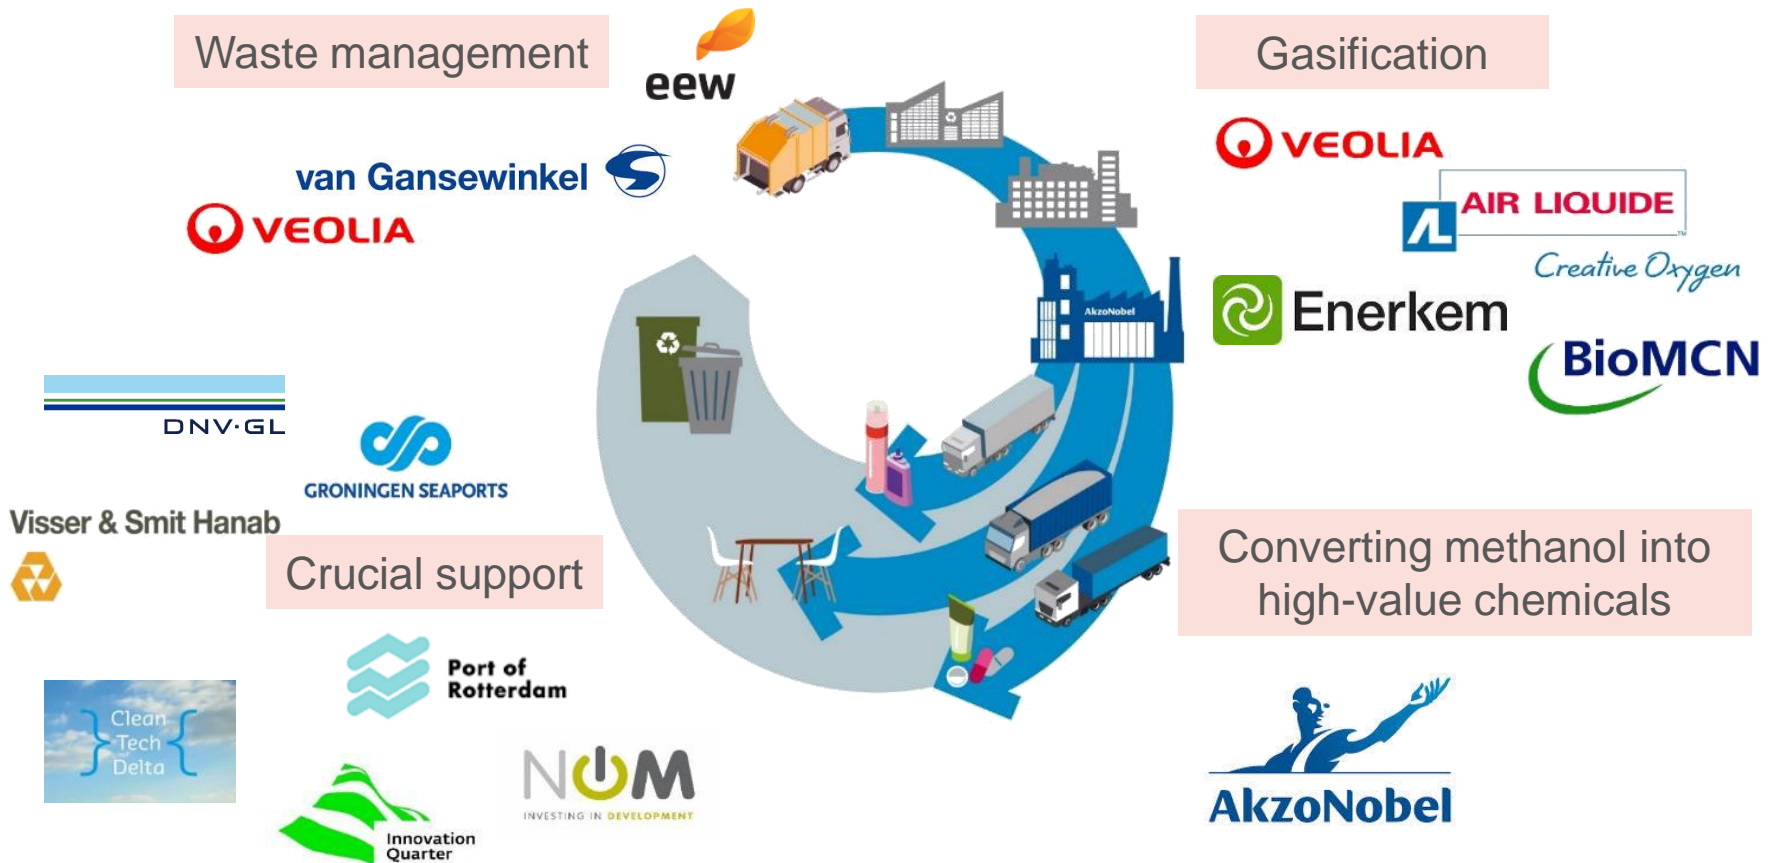 Waste management
eew
Gasification
van Gansewinkel
VEOLIA
VEOLIA
AL
AIR LIQUIDE
TM
Creative Oxygen
Enerkem
BioMCN
AkzoNobel
DNV·GL
GRONINGEN SEAPORTS
Visser & Smit Hanab
Crucial support
Converting methanol into
high-value chemicals
Port of
Rotterdam
Clean
Tech
Delta
NOM
INVESTING IN DEVELOPMENT
Innovation
Quarter
AkzoNobel